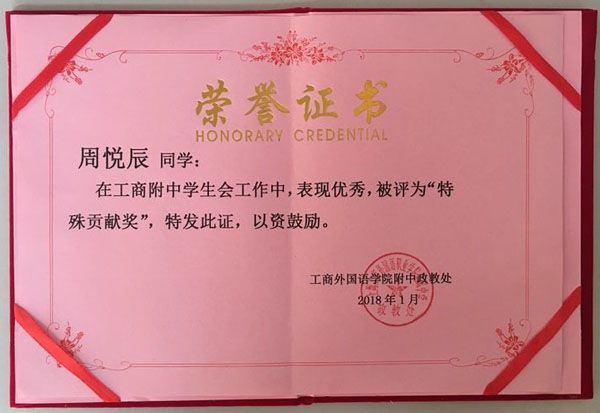 荣誉证书
HONORARY CREDENTIAL
周悦辰 同学：
在工商附中学生会工作中，表现优秀，被评为“特
殊贡献奖”，特发此证，以资鼓励。
工商外国语学院附中政教处
2018年1月
政教处